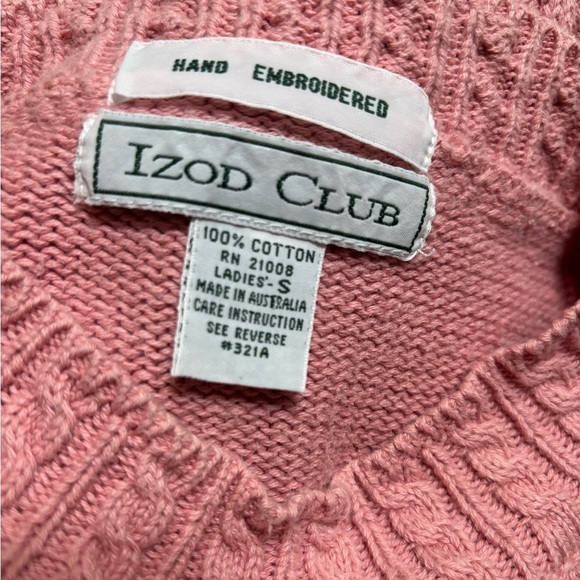 HAND EMBROIDERED
IZOD CLUB
100% COTTON
RN 21008
LADIES'-S
MADE IN AUSTRALIA
CARE INSTRUCTION
SEE REVERSE
#321A